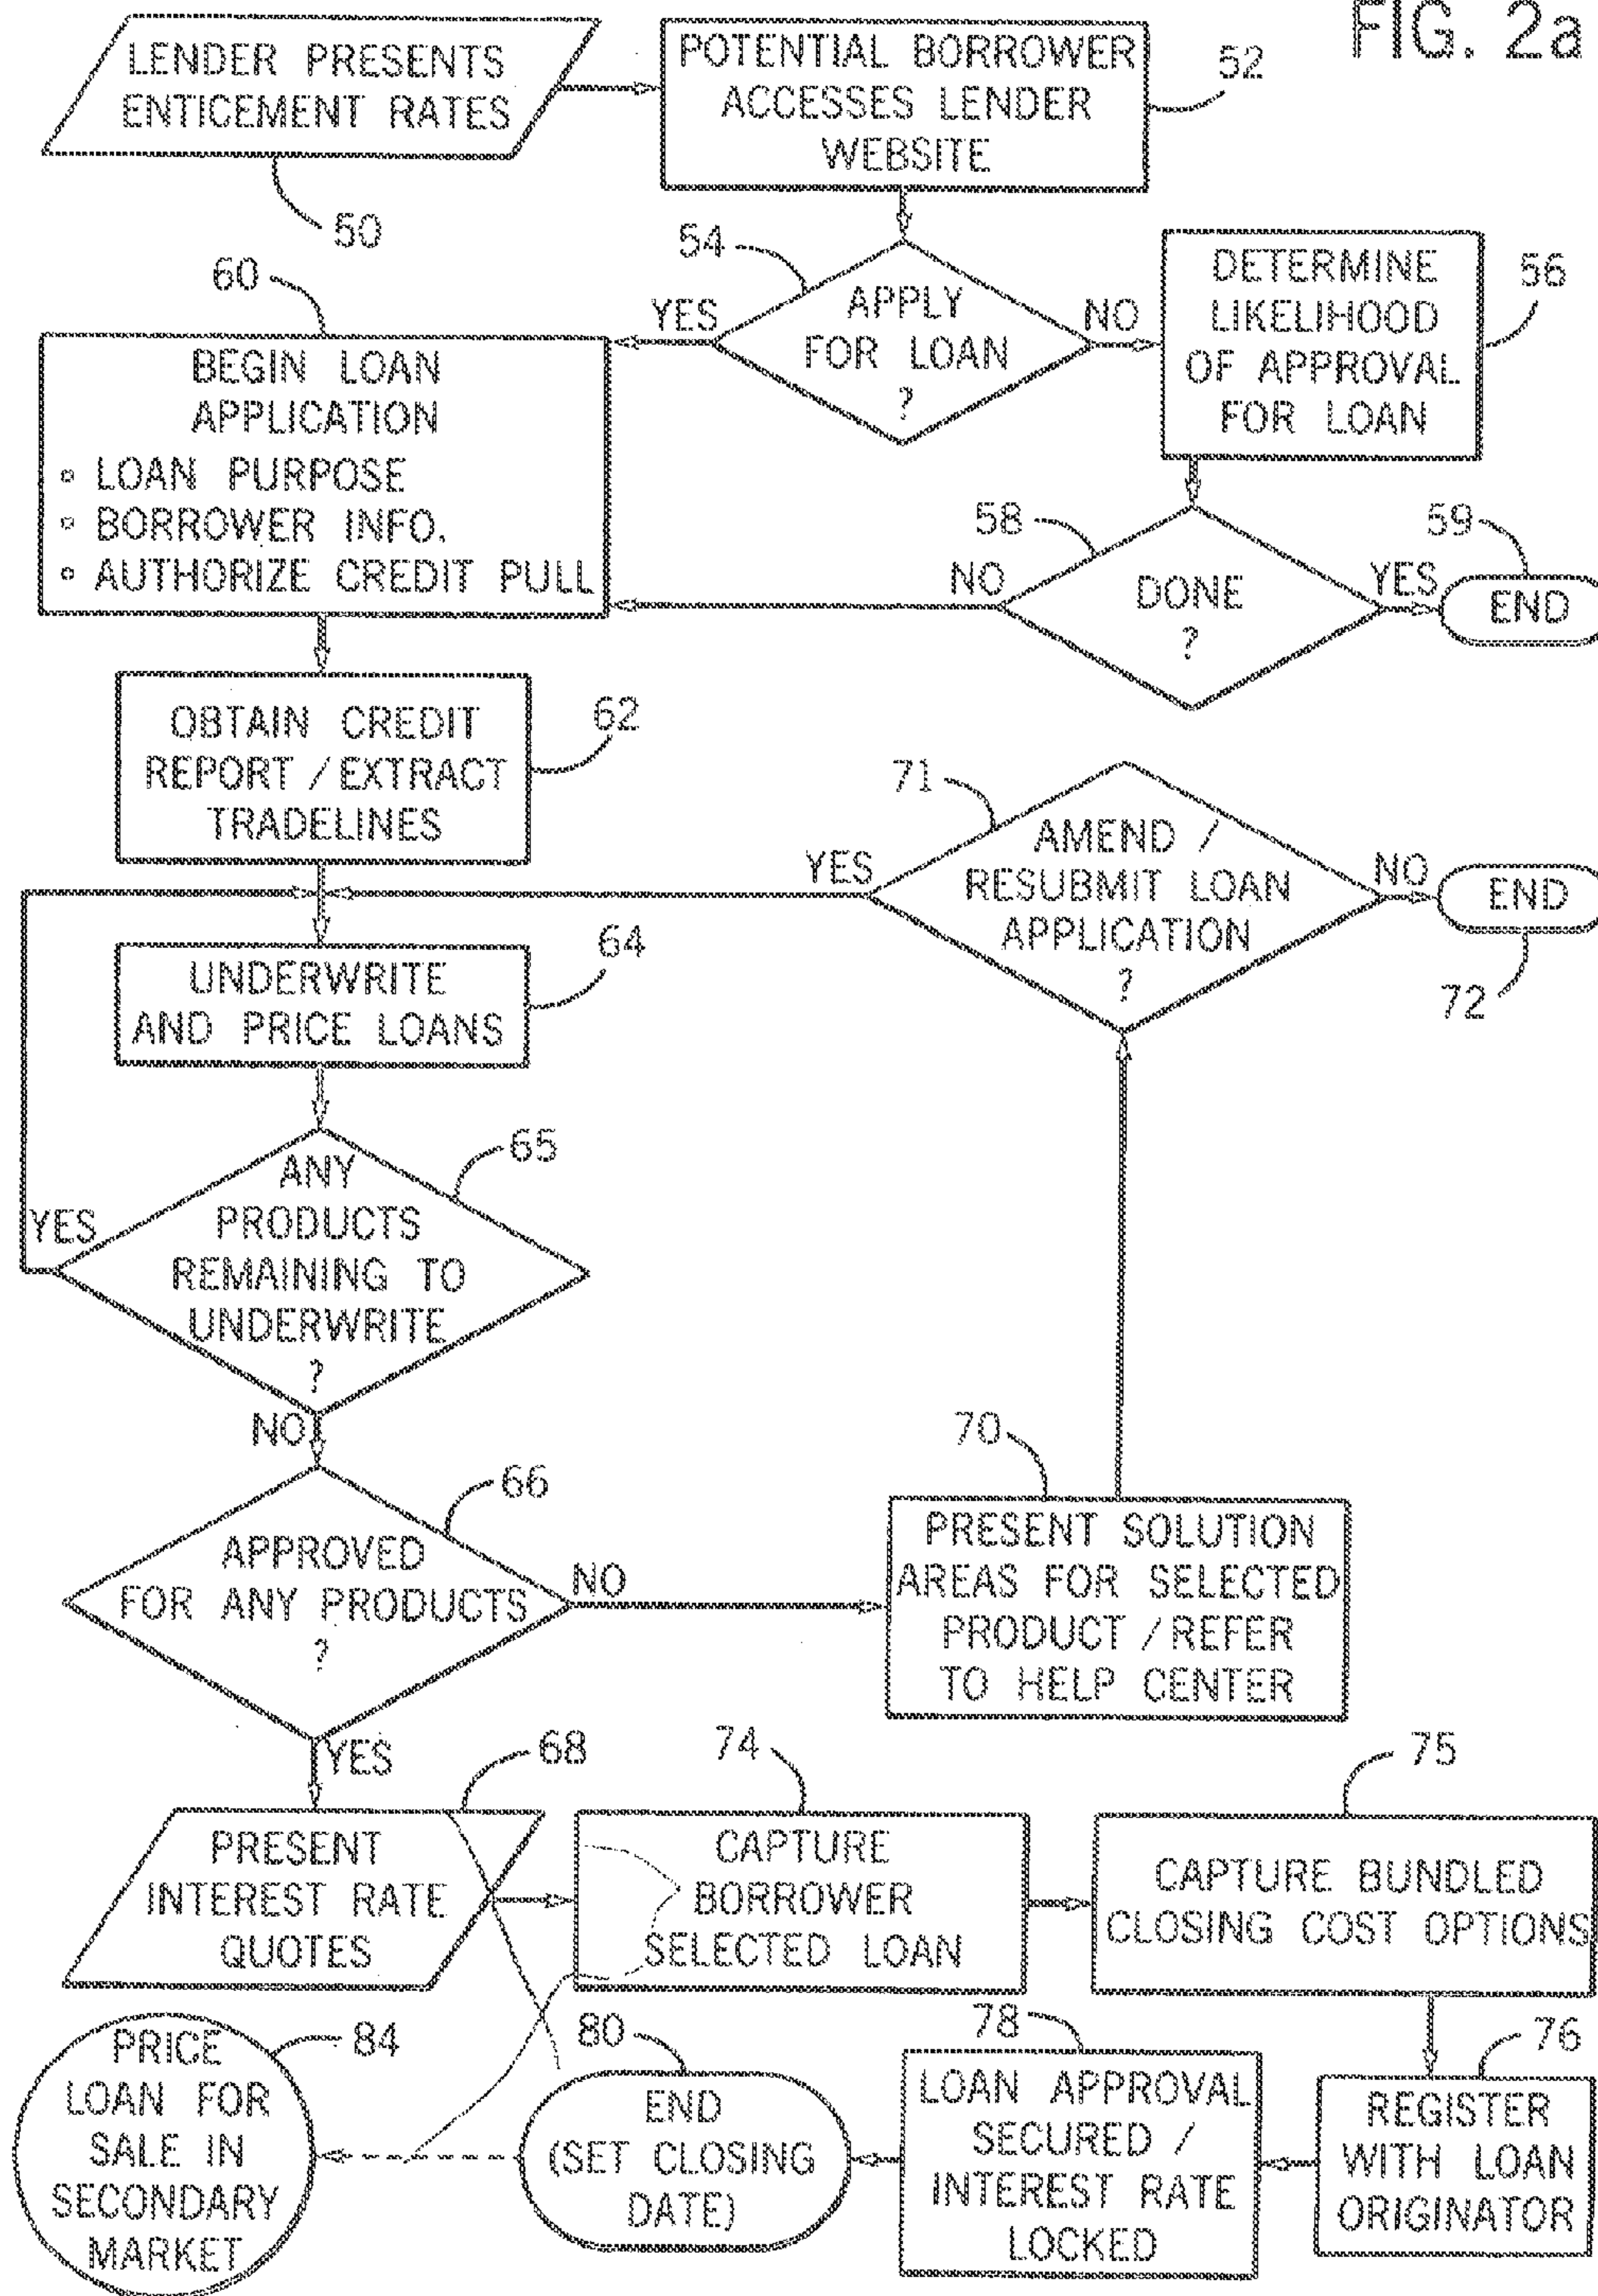 FIG. 2a
LENDER PRESENTS
ENTICEMENT RATES
50
POTENTIAL BORROWER
ACCESSES LENDER
WEBSITE
52
54
APPLY
FOR LOAN
?
YES
NO
DETERMINE
LIKELIHOOD
OF APPROVAL
FOR LOAN
56
60
BEGIN LOAN
APPLICATION
• LOAN PURPOSE
• BORROWER INFO.
• AUTHORIZE CREDIT PULL
58
DONE
?
NO
YES
59
END
OBTAIN CREDIT
REPORT / EXTRACT
TRADELINES
62
71
AMEND /
RESUBMIT LOAN
APPLICATION
?
YES
NO
END
72
UNDERWRITE
AND PRICE LOANS
64
65
ANY
PRODUCTS
REMAINING TO
UNDERWRITE
?
YES
NO
66
APPROVED
FOR ANY PRODUCTS
?
NO
YES
70
PRESENT SOLUTION
AREAS FOR SELECTED
PRODUCT / REFER
TO HELP CENTER
68
PRESENT
INTEREST RATE
QUOTES
74
CAPTURE
BORROWER
SELECTED LOAN
75
CAPTURE BUNDLED
CLOSING COST OPTIONS
76
REGISTER
WITH LOAN
ORIGINATOR
78
LOAN APPROVAL
SECURED /
INTEREST RATE
LOCKED
80
END
(SET CLOSING
DATE)
84
PRICE
LOAN FOR
SALE IN
SECONDARY
MARKET